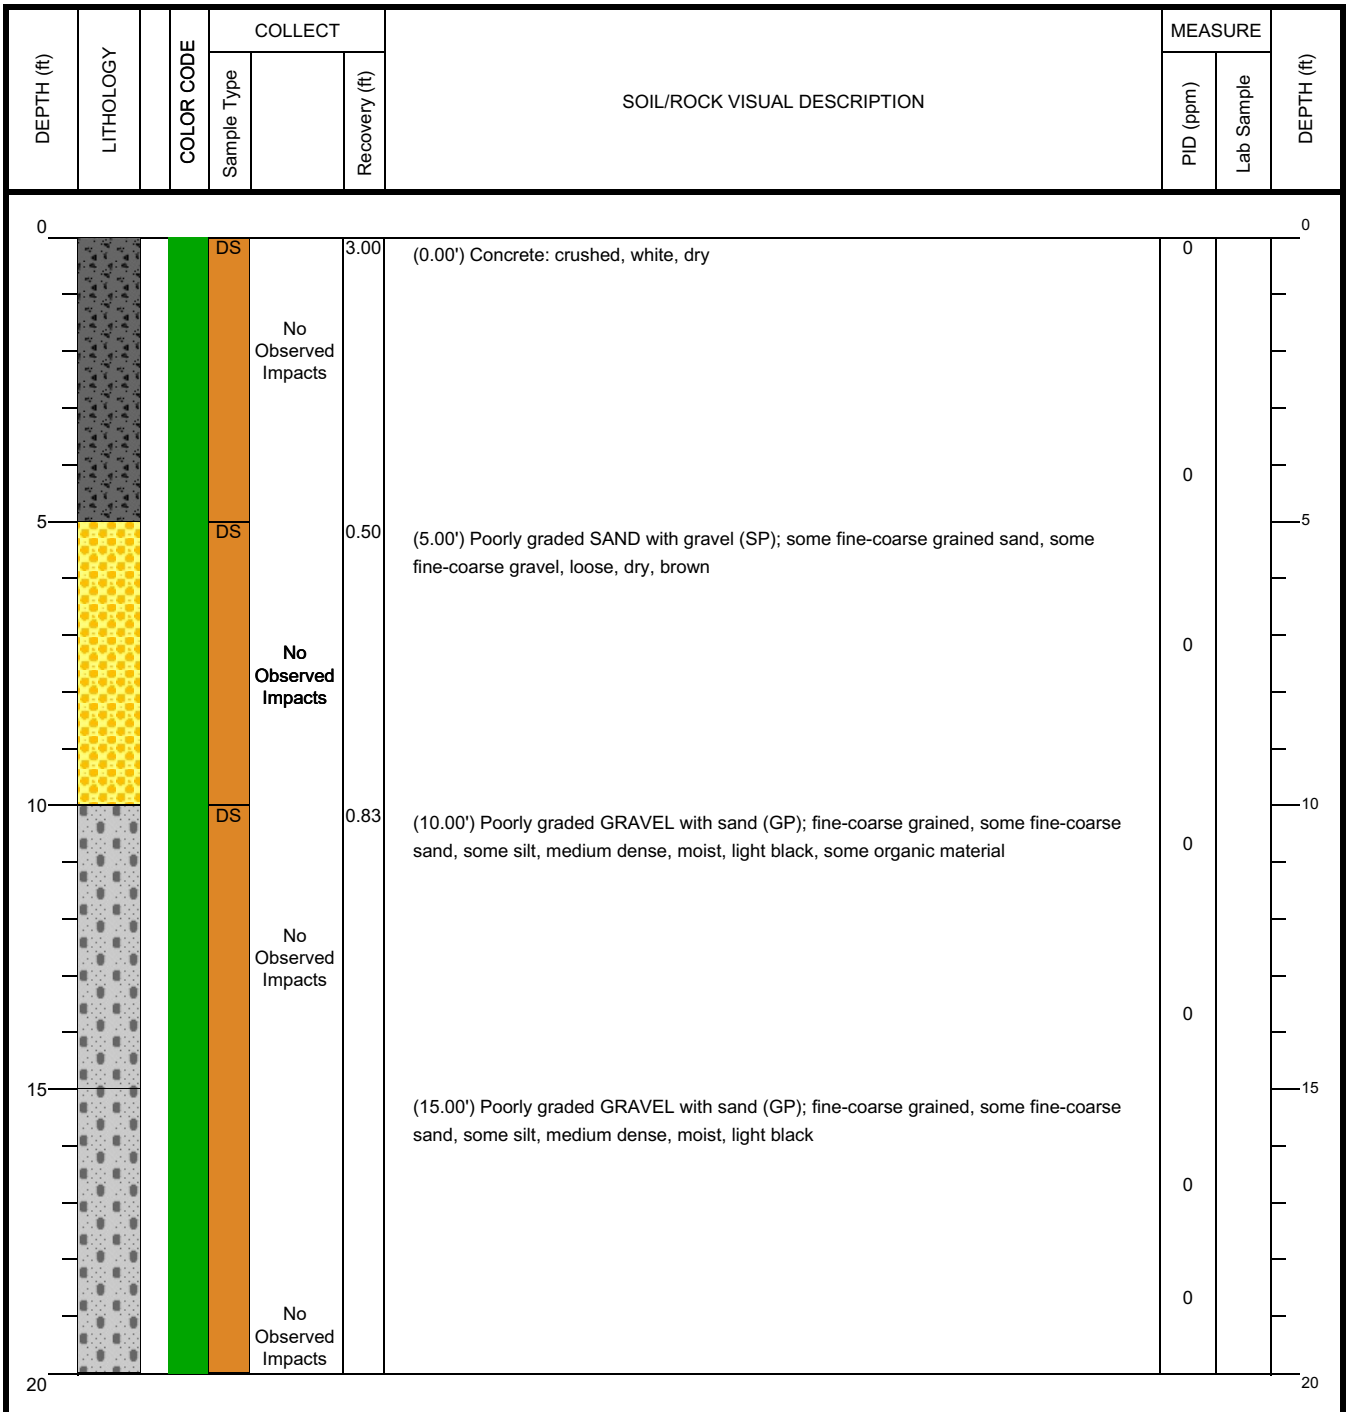 DEPTH (ft)
LITHOLOGY
COLOR CODE
COLLECT
Sample Type
Recovery (ft)
SOIL/ROCK VISUAL DESCRIPTION
MEASURE
PID (ppm)
Lab Sample
DEPTH (ft)
0
DS
3.00
(0.00') Concrete: crushed, white, dry
0
0
No
Observed
Impacts
0
5
DS
0.50
(5.00') Poorly graded SAND with gravel (SP); some fine-coarse grained sand, some
fine-coarse gravel, loose, dry, brown
5
No
Observed
Impacts
0
10
DS
0.83
(10.00') Poorly graded GRAVEL with sand (GP); fine-coarse grained, some fine-coarse
sand, some silt, medium dense, moist, light black, some organic material
0
10
No
Observed
Impacts
0
15
(15.00') Poorly graded GRAVEL with sand (GP); fine-coarse grained, some fine-coarse
sand, some silt, medium dense, moist, light black
15
0
0
No
Observed
Impacts
20
20